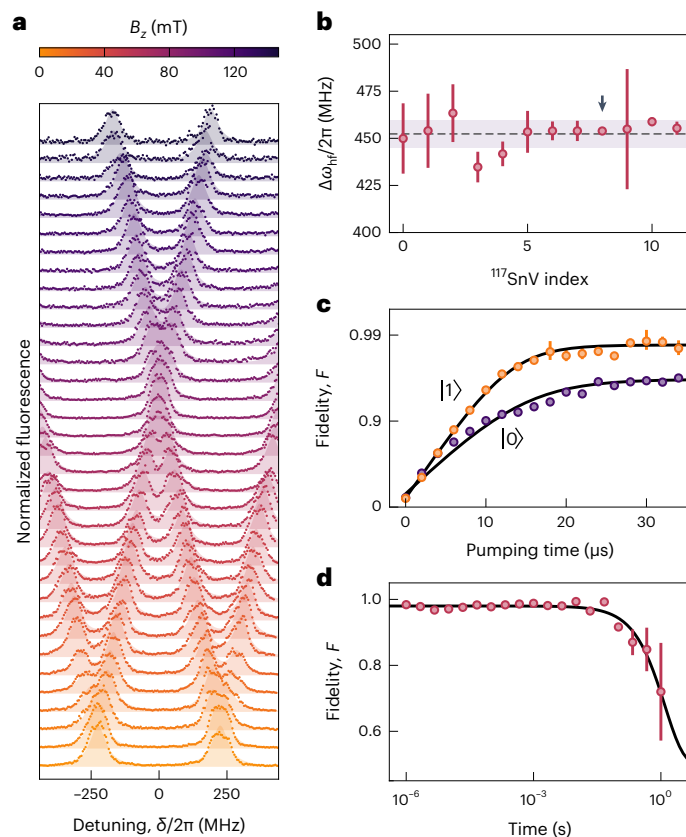 a
B_z (mT)
0 40 80 120
Normalized fluorescence
−250 0 250
Detuning, δ/2π (MHz)
b
500
475
450
425
400
Δω_hf/2π (MHz)
0 5 10
¹¹⁷SnV index
c
0.99
0.9
0
Fidelity, F
|1⟩
|0⟩
0 10 20 30
Pumping time (μs)
d
1.0
0.8
0.6
Fidelity, F
10⁻⁶ 10⁻³ 10⁰
Time (s)